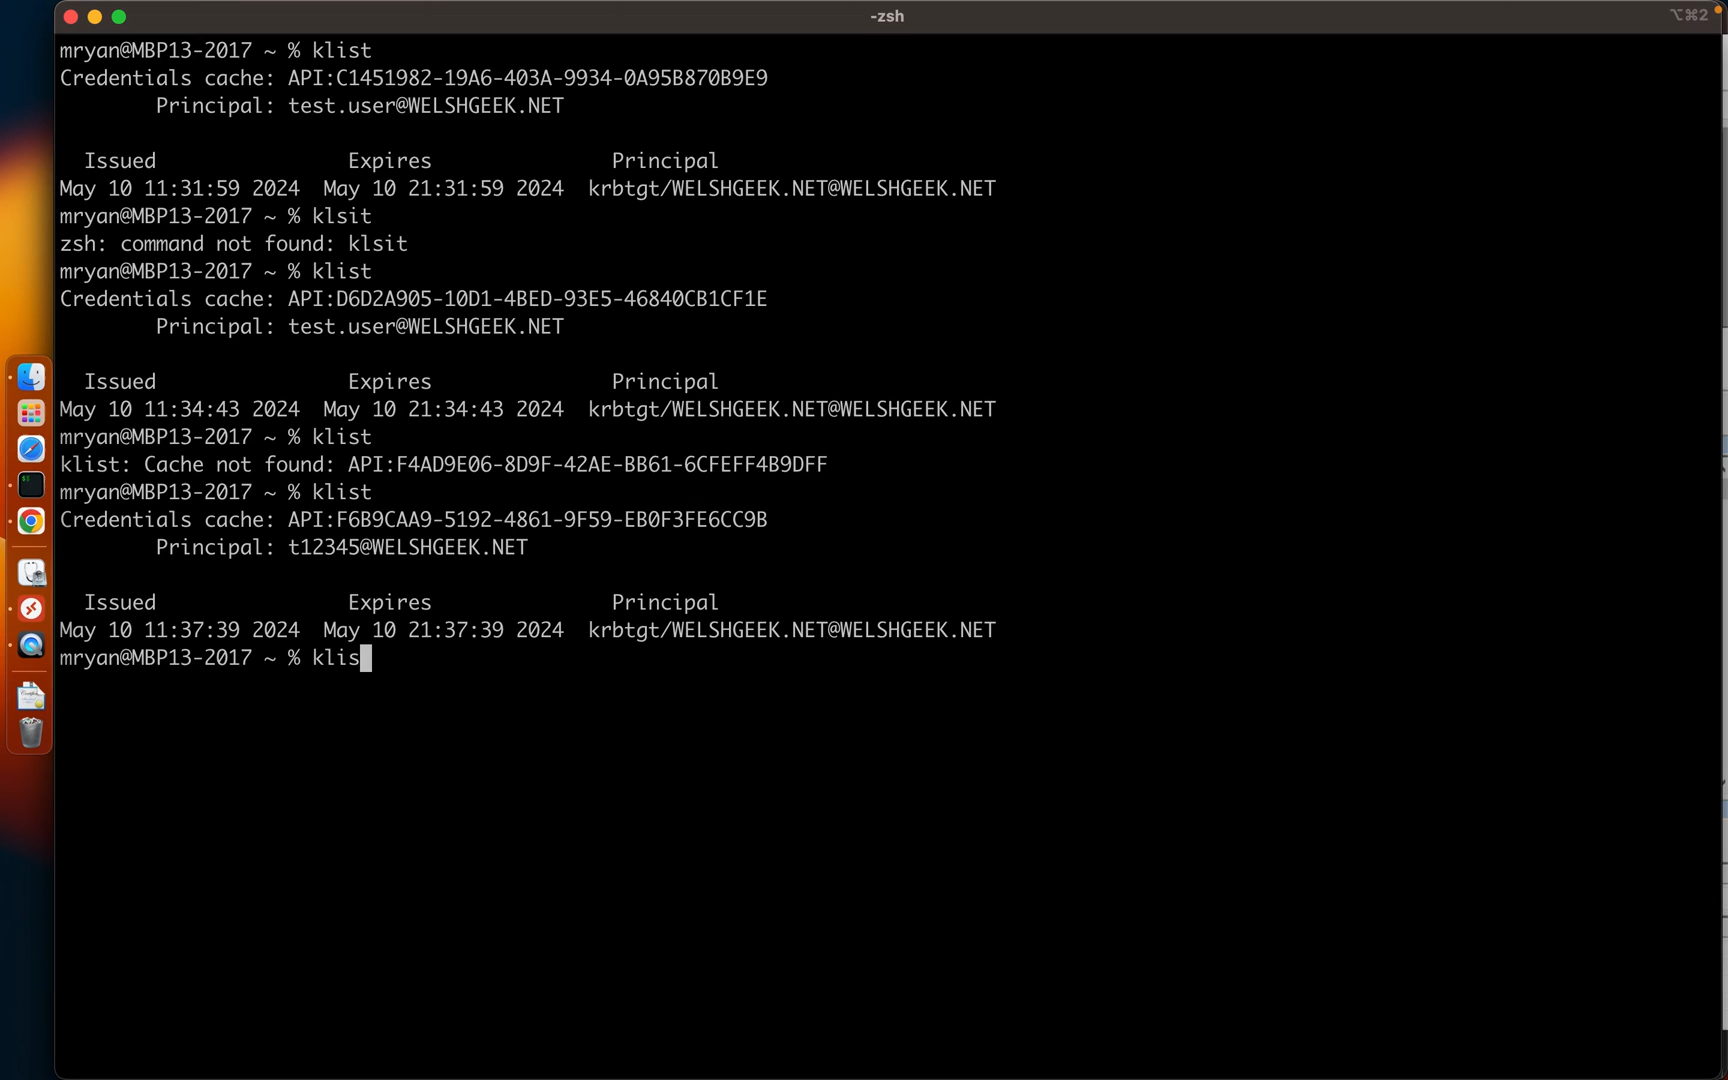 -zsh
⌥⌘2
mryan@MBP13-2017 ~ % klist
Credentials cache: API:C1451982-19A6-403A-9934-0A95B870B9E9
Principal: test.user@WELSHGEEK.NET
Issued Expires Principal
May 10 11:31:59 2024 May 10 21:31:59 2024 krbtgt/WELSHGEEK.NET@WELSHGEEK.NET
mryan@MBP13-2017 ~ % klsit
zsh: command not found: klsit
mryan@MBP13-2017 ~ % klist
Credentials cache: API:D6D2A905-10D1-4BED-93E5-46840CB1CF1E
Principal: test.user@WELSHGEEK.NET
Issued Expires Principal
May 10 11:34:43 2024 May 10 21:34:43 2024 krbtgt/WELSHGEEK.NET@WELSHGEEK.NET
mryan@MBP13-2017 ~ % klist
klist: Cache not found: API:F4AD9E06-8D9F-42AE-BB61-6CFEFF4B9DFF
mryan@MBP13-2017 ~ % klist
Credentials cache: API:F6B9CAA9-5192-4861-9F59-EB0F3FE6CC9B
Principal: t12345@WELSHGEEK.NET
Issued Expires Principal
May 10 11:37:39 2024 May 10 21:37:39 2024 krbtgt/WELSHGEEK.NET@WELSHGEEK.NET
mryan@MBP13-2017 ~ % klis